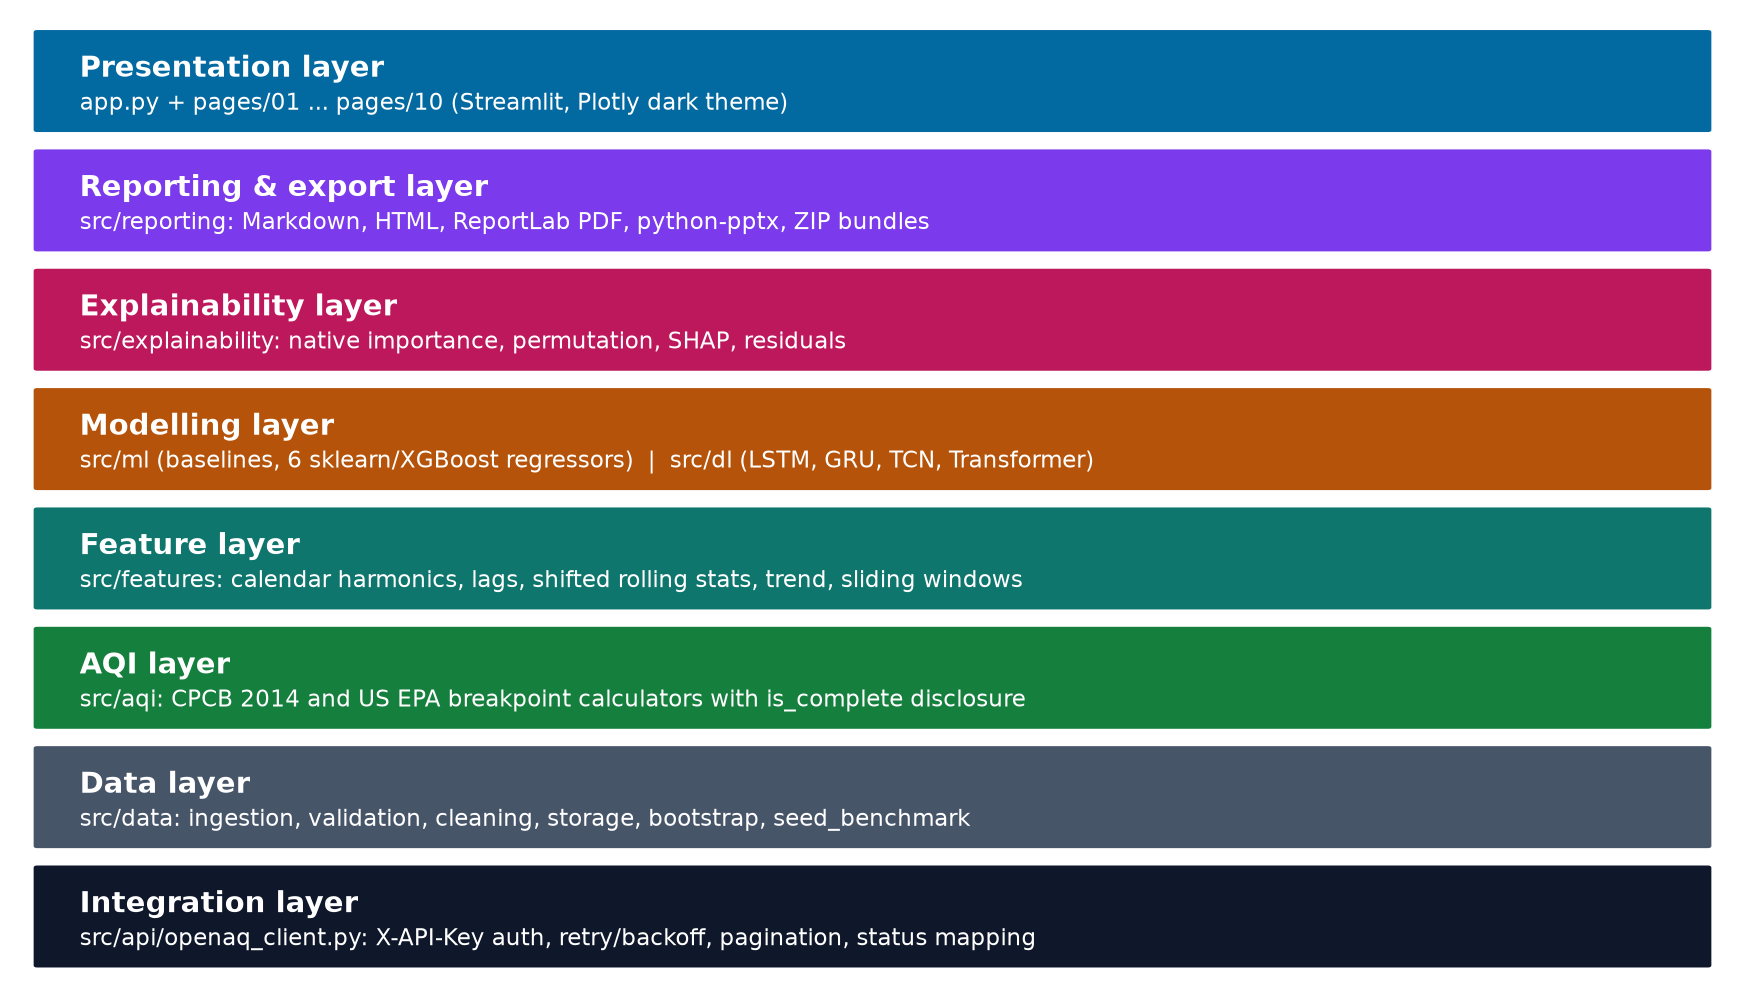 Presentation layer
app.py + pages/01 ... pages/10 (Streamlit, Plotly dark theme)
Reporting & export layer
src/reporting: Markdown, HTML, ReportLab PDF, python-pptx, ZIP bundles
Explainability layer
src/explainability: native importance, permutation, SHAP, residuals
Modelling layer
src/ml (baselines, 6 sklearn/XGBoost regressors)  |  src/dl (LSTM, GRU, TCN, Transformer)
Feature layer
src/features: calendar harmonics, lags, shifted rolling stats, trend, sliding windows
AQI layer
src/aqi: CPCB 2014 and US EPA breakpoint calculators with is_complete disclosure
Data layer
src/data: ingestion, validation, cleaning, storage, bootstrap, seed_benchmark
Integration layer
src/api/openaq_client.py: X-API-Key auth, retry/backoff, pagination, status mapping